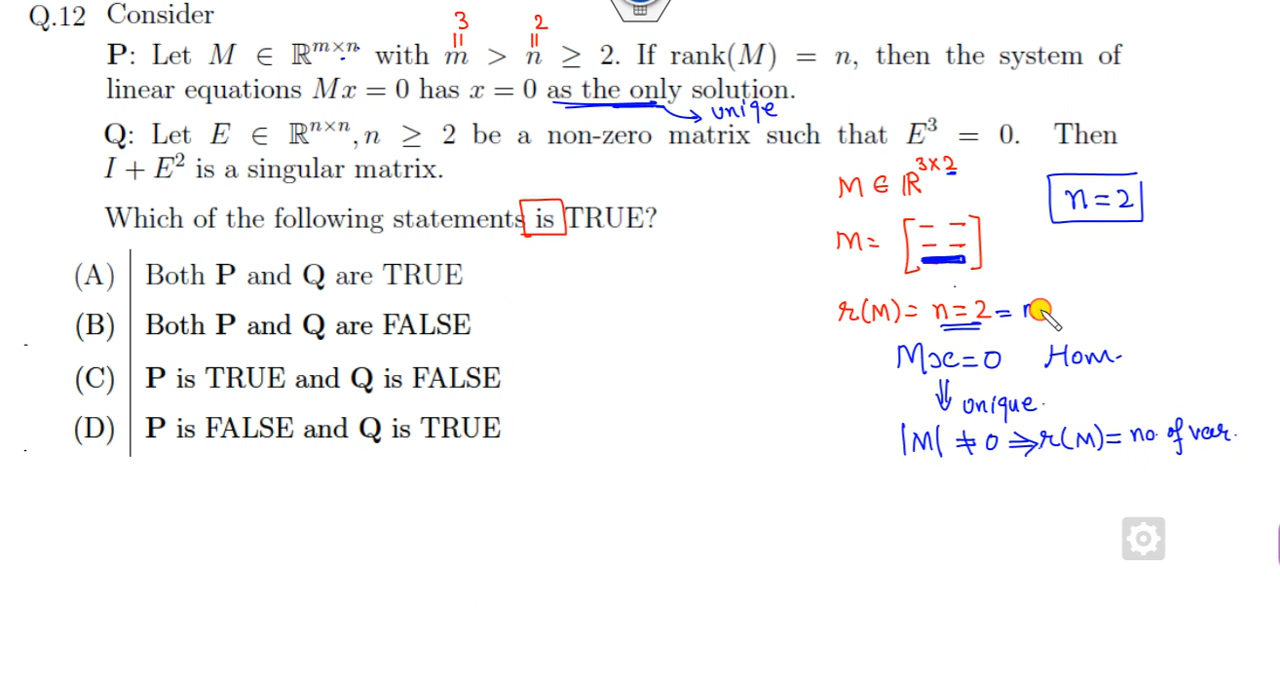 Q.12 Consider
3 2
= =
P: Let M ∈ ℝ^{m×n} with m > n ≥ 2. If rank(M) = n, then the system of
linear equations Mx = 0 has x = 0 as the only solution.
→ uniqe
Q: Let E ∈ ℝ^{n×n}, n ≥ 2 be a non-zero matrix such that E³ = 0. Then
I + E² is a singular matrix.
M ∈ ℝ^{3×2}
n = 2
Which of the following statements is TRUE?
M = [– – – –]
(A) Both P and Q are TRUE
r(M) = n = 2 =
(B) Both P and Q are FALSE
Mx = 0 Hom-
(C) P is TRUE and Q is FALSE
⇓ unique.
(D) P is FALSE and Q is TRUE
|M| ≠ 0 ⇒ r(M) = no. of var.